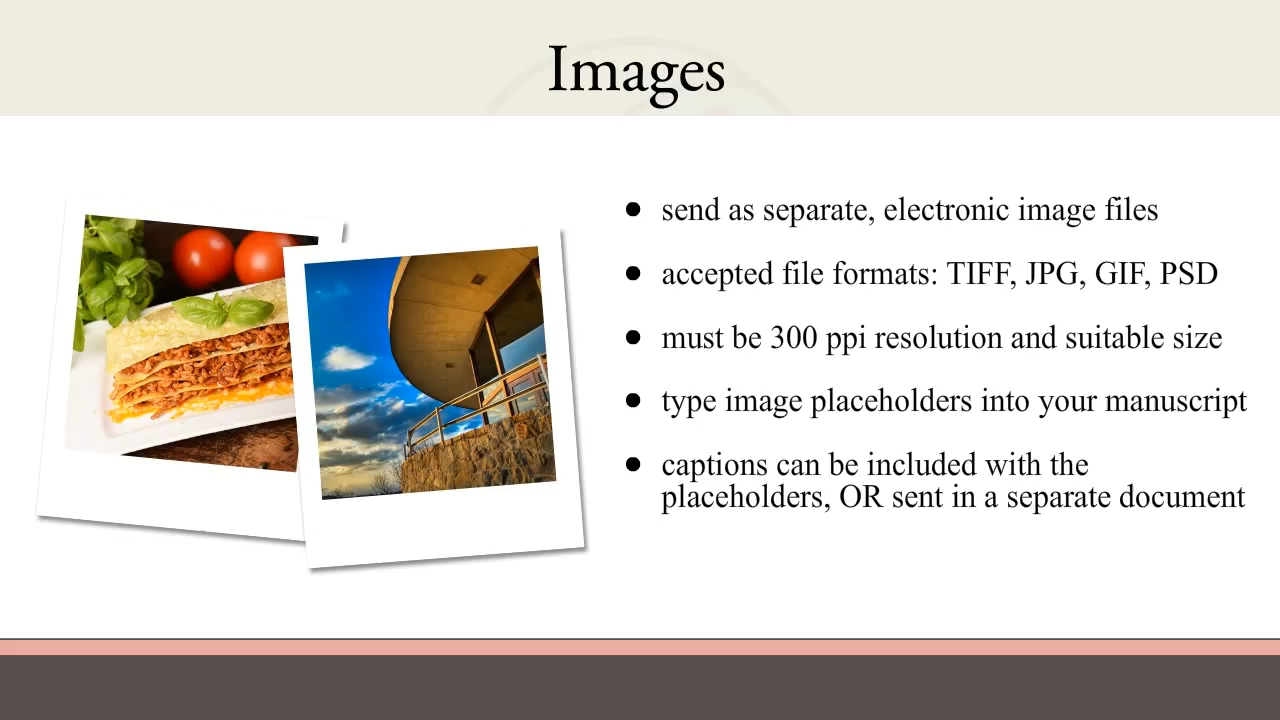 Images
● send as separate, electronic image files
● accepted file formats: TIFF, JPG, GIF, PSD
● must be 300 ppi resolution and suitable size
● type image placeholders into your manuscript
● captions can be included with the
placeholders, OR sent in a separate document